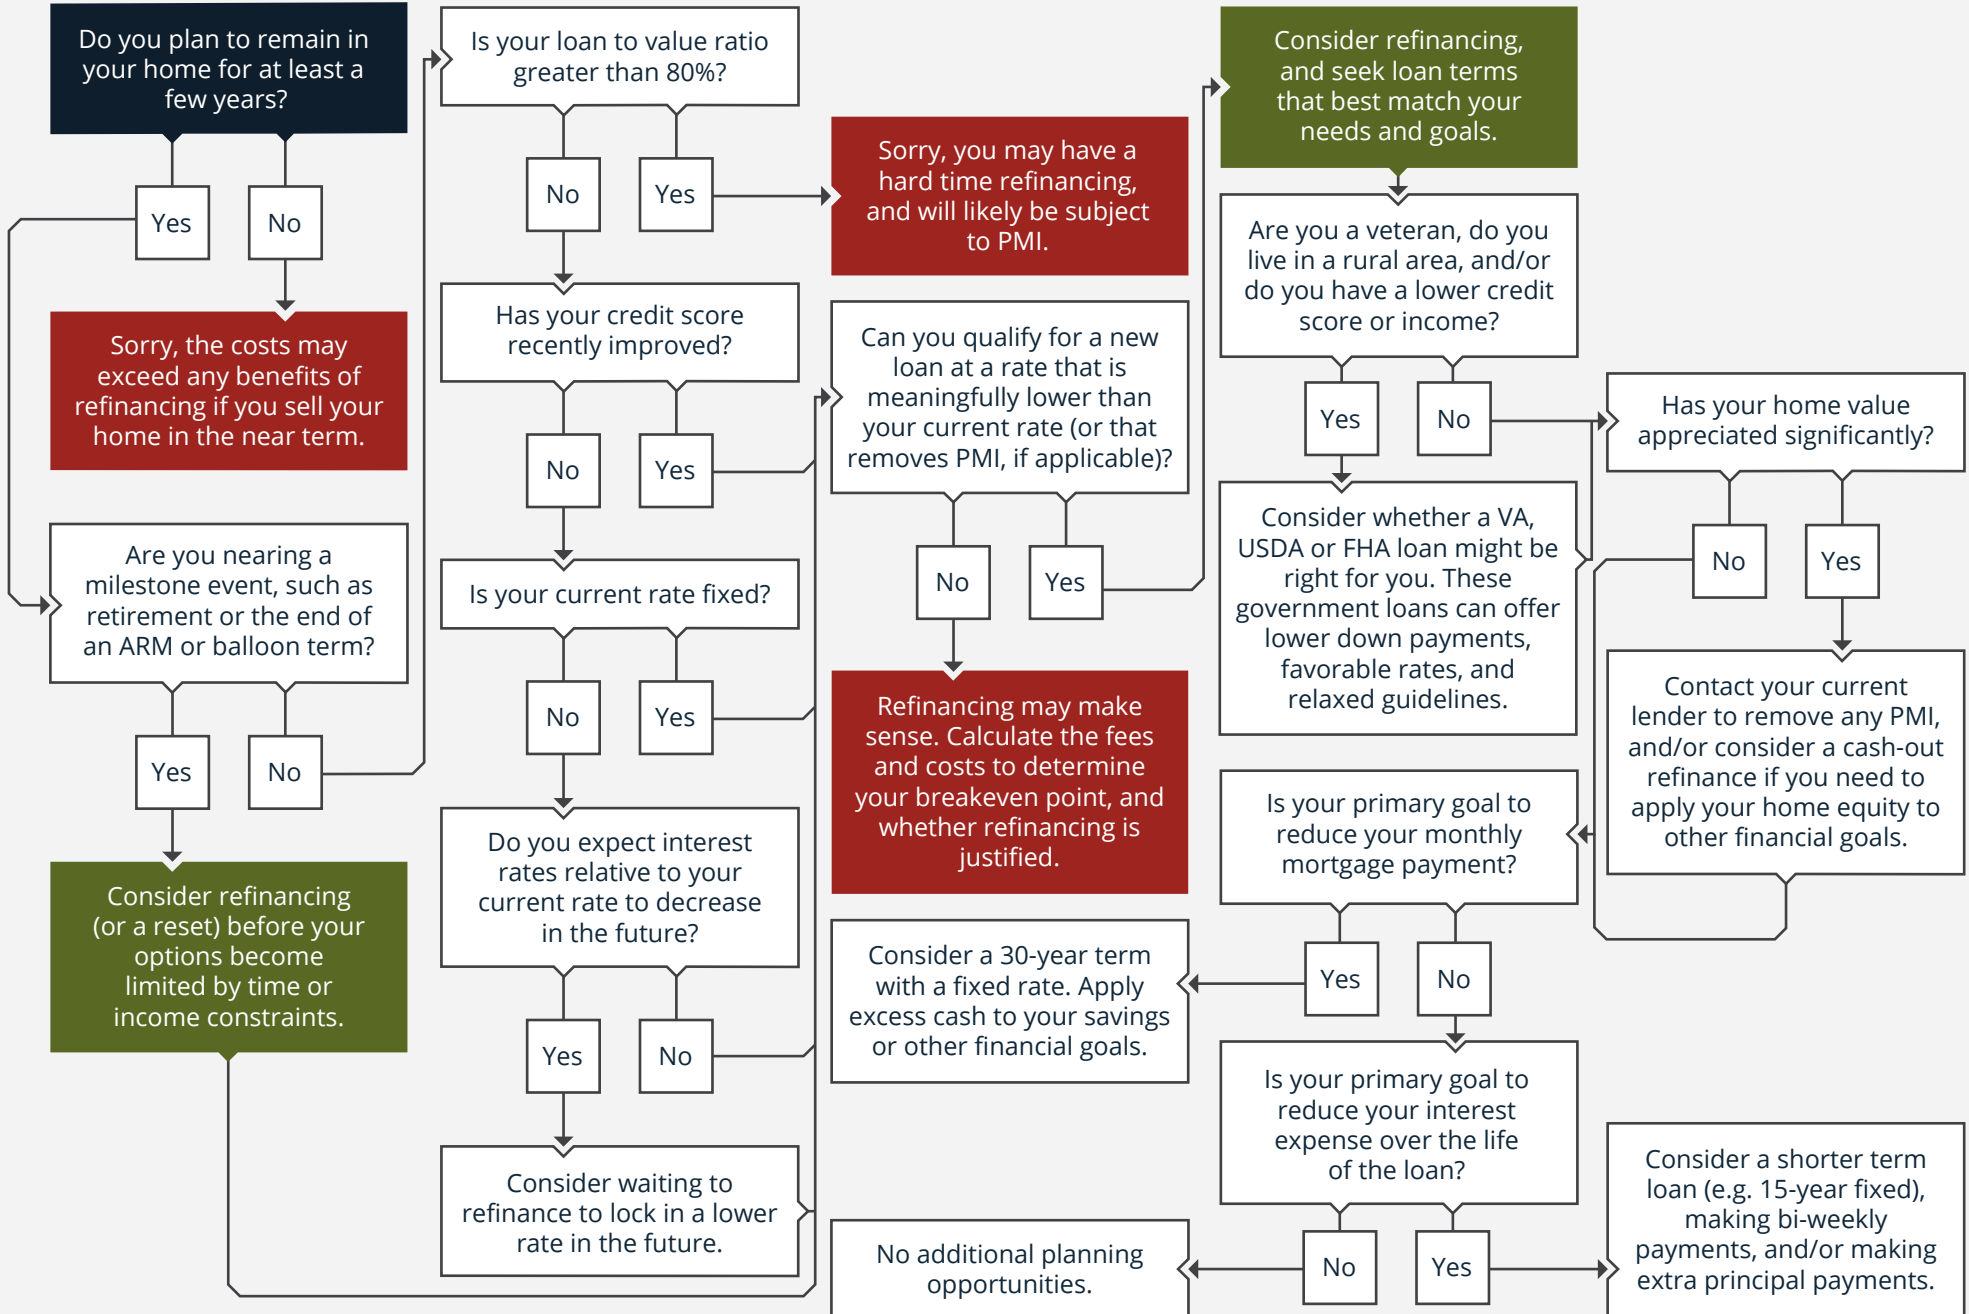 Do you plan to remain in
your home for at least a
few years?
Yes
No
Sorry, the costs may
exceed any benefits of
refinancing if you sell your
home in the near term.
Are you nearing a
milestone event, such as
retirement or the end of
an ARM or balloon term?
Yes
No
Consider refinancing
(or a reset) before your
options become
limited by time or
income constraints.
Is your loan to value ratio
greater than 80%?
No
Yes
Sorry, you may have a
hard time refinancing,
and will likely be subject
to PMI.
Has your credit score
recently improved?
No
Yes
Is your current rate fixed?
No
Yes
Do you expect interest
rates relative to your
current rate to decrease
in the future?
Yes
No
Consider waiting to
refinance to lock in a lower
rate in the future.
Can you qualify for a new
loan at a rate that is
meaningfully lower than
your current rate (or that
removes PMI, if applicable)?
No
Yes
Refinancing may make
sense. Calculate the fees
and costs to determine
your breakeven point, and
whether refinancing is
justified.
Consider refinancing,
and seek loan terms
that best match your
needs and goals.
Are you a veteran, do you
live in a rural area, and/or
do you have a lower credit
score or income?
Yes
No
Consider whether a VA,
USDA or FHA loan might be
right for you. These
government loans can offer
lower down payments,
favorable rates, and
relaxed guidelines.
Has your home value
appreciated significantly?
No
Yes
Contact your current
lender to remove any PMI,
and/or consider a cash-out
refinance if you need to
apply your home equity to
other financial goals.
Is your primary goal to
reduce your monthly
mortgage payment?
Yes
No
Consider a 30-year term
with a fixed rate. Apply
excess cash to your savings
or other financial goals.
Is your primary goal to
reduce your interest
expense over the life
of the loan?
No
Yes
No additional planning
opportunities.
Consider a shorter term
loan (e.g. 15-year fixed),
making bi-weekly
payments, and/or making
extra principal payments.